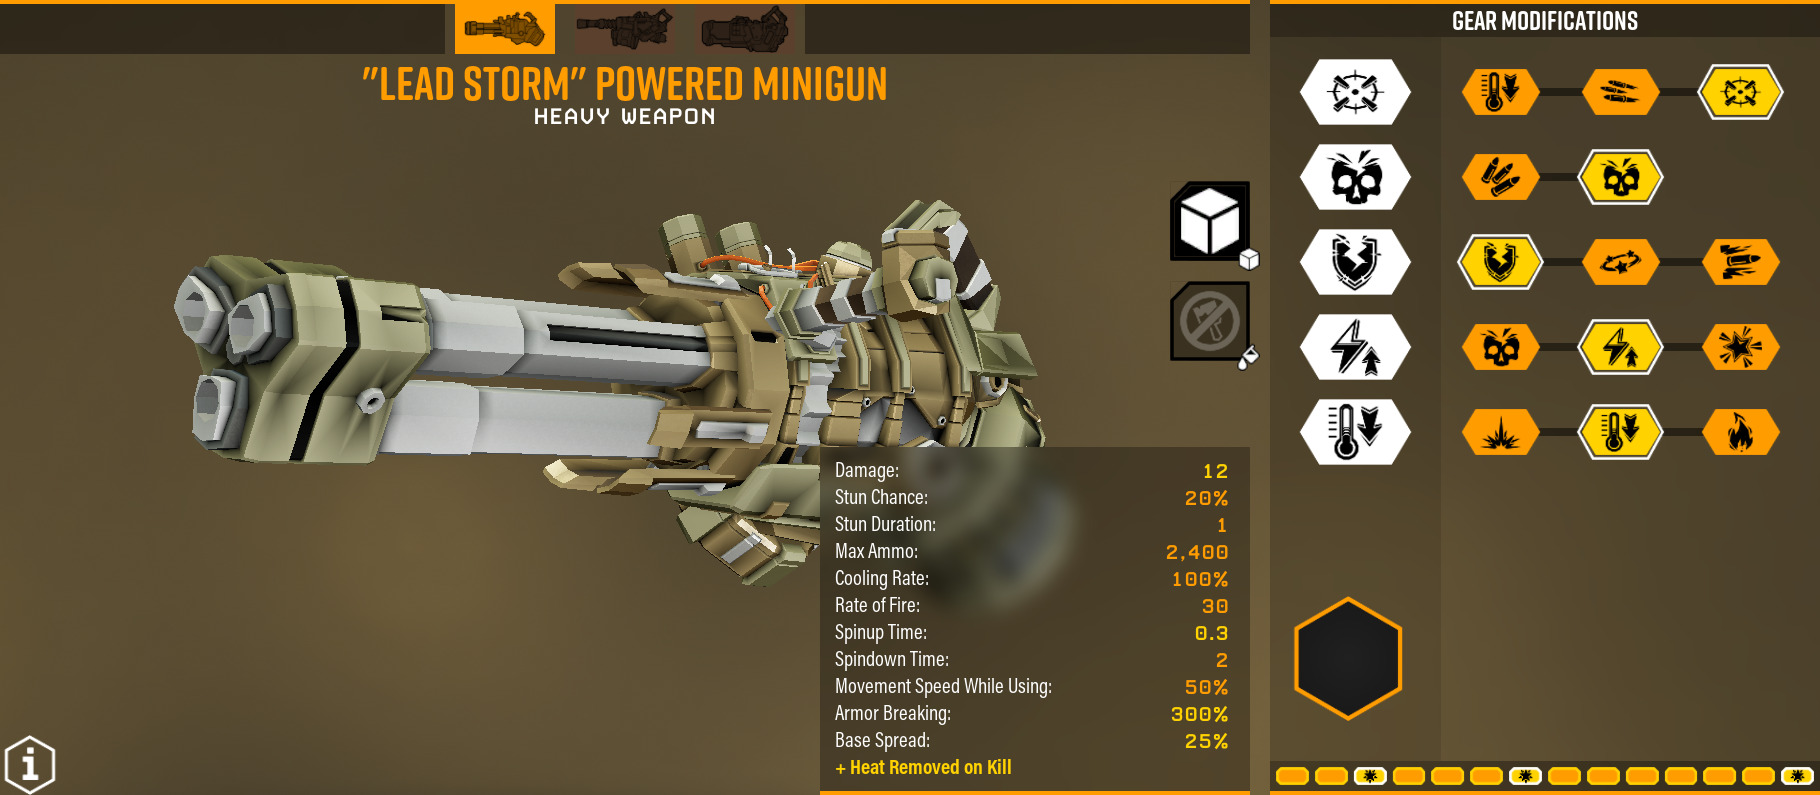 GEAR MODIFICATIONS
"LEAD STORM" POWERED MINIGUN
HEAVY WEAPON
Damage: 12
Stun Chance: 20%
Stun Duration: 1
Max Ammo: 2,400
Cooling Rate: 100%
Rate of Fire: 30
Spinup Time: 0.3
Spindown Time: 2
Movement Speed While Using: 50%
Armor Breaking: 300%
Base Spread: 25%
+ Heat Removed on Kill